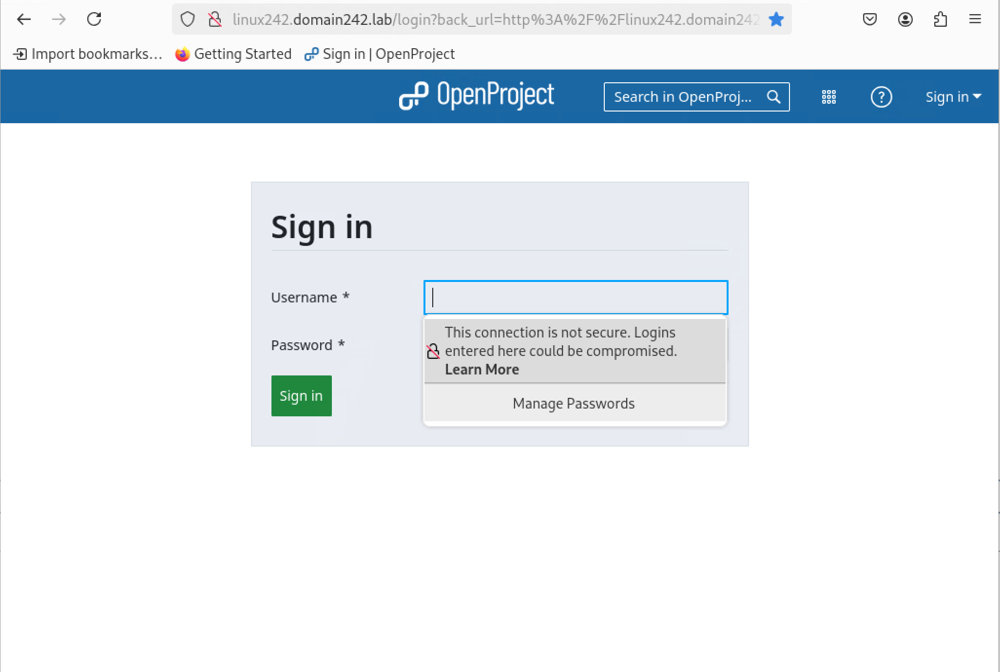 linux242.domain242.lab/login?back_url=http%3A%2F%2Flinux242.domain242
Import bookmarks...
Getting Started
Sign in | OpenProject
OpenProject
Search in OpenProj...
?
Sign in
Sign in
Username *
This connection is not secure. Logins
entered here could be compromised.
Learn More
Password *
Sign in
Manage Passwords